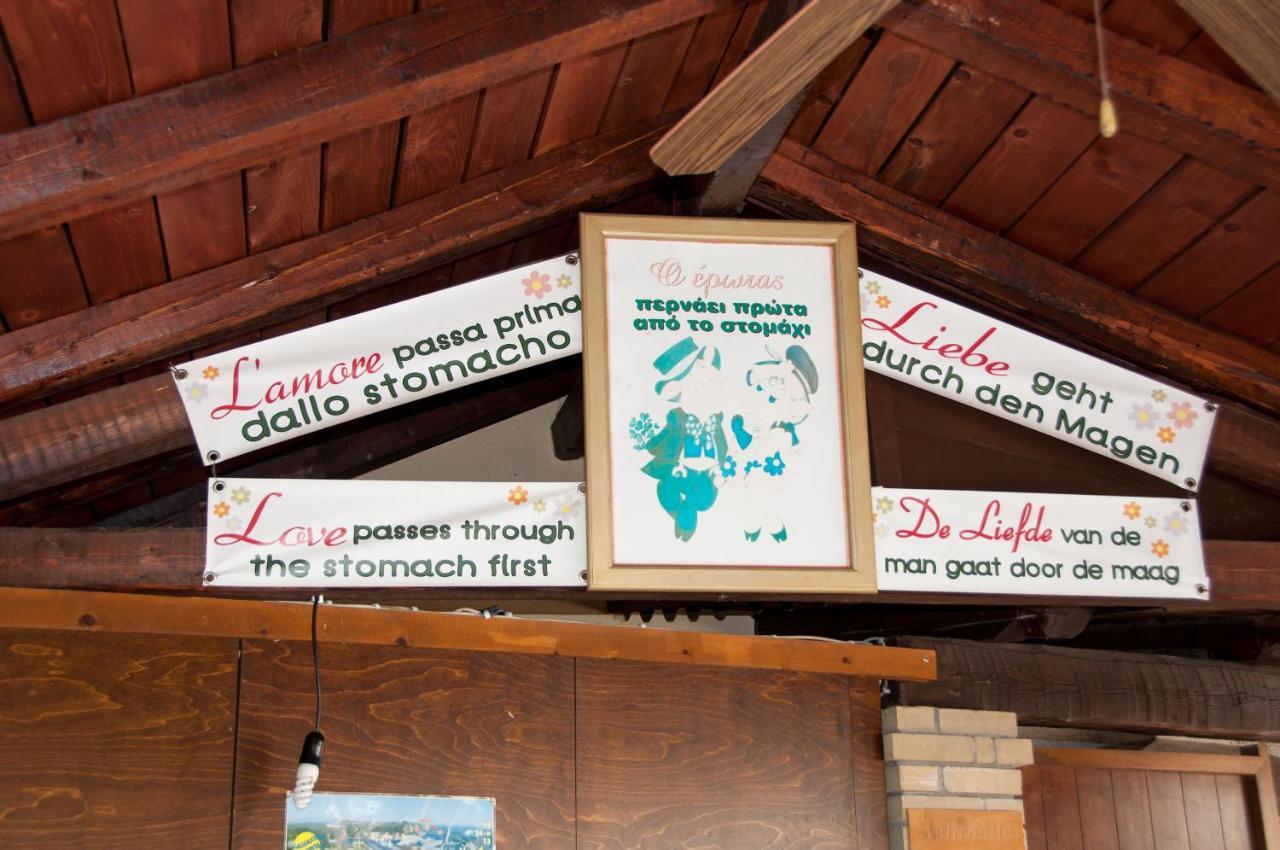 L'amore passa prima
dallo stomacho
Ο έρωτας
περνάει πρώτα
από το στομάχι
Liebe geht
durch den Magen
Love passes through
the stomach first
De Liefde van de
man gaat door de maag